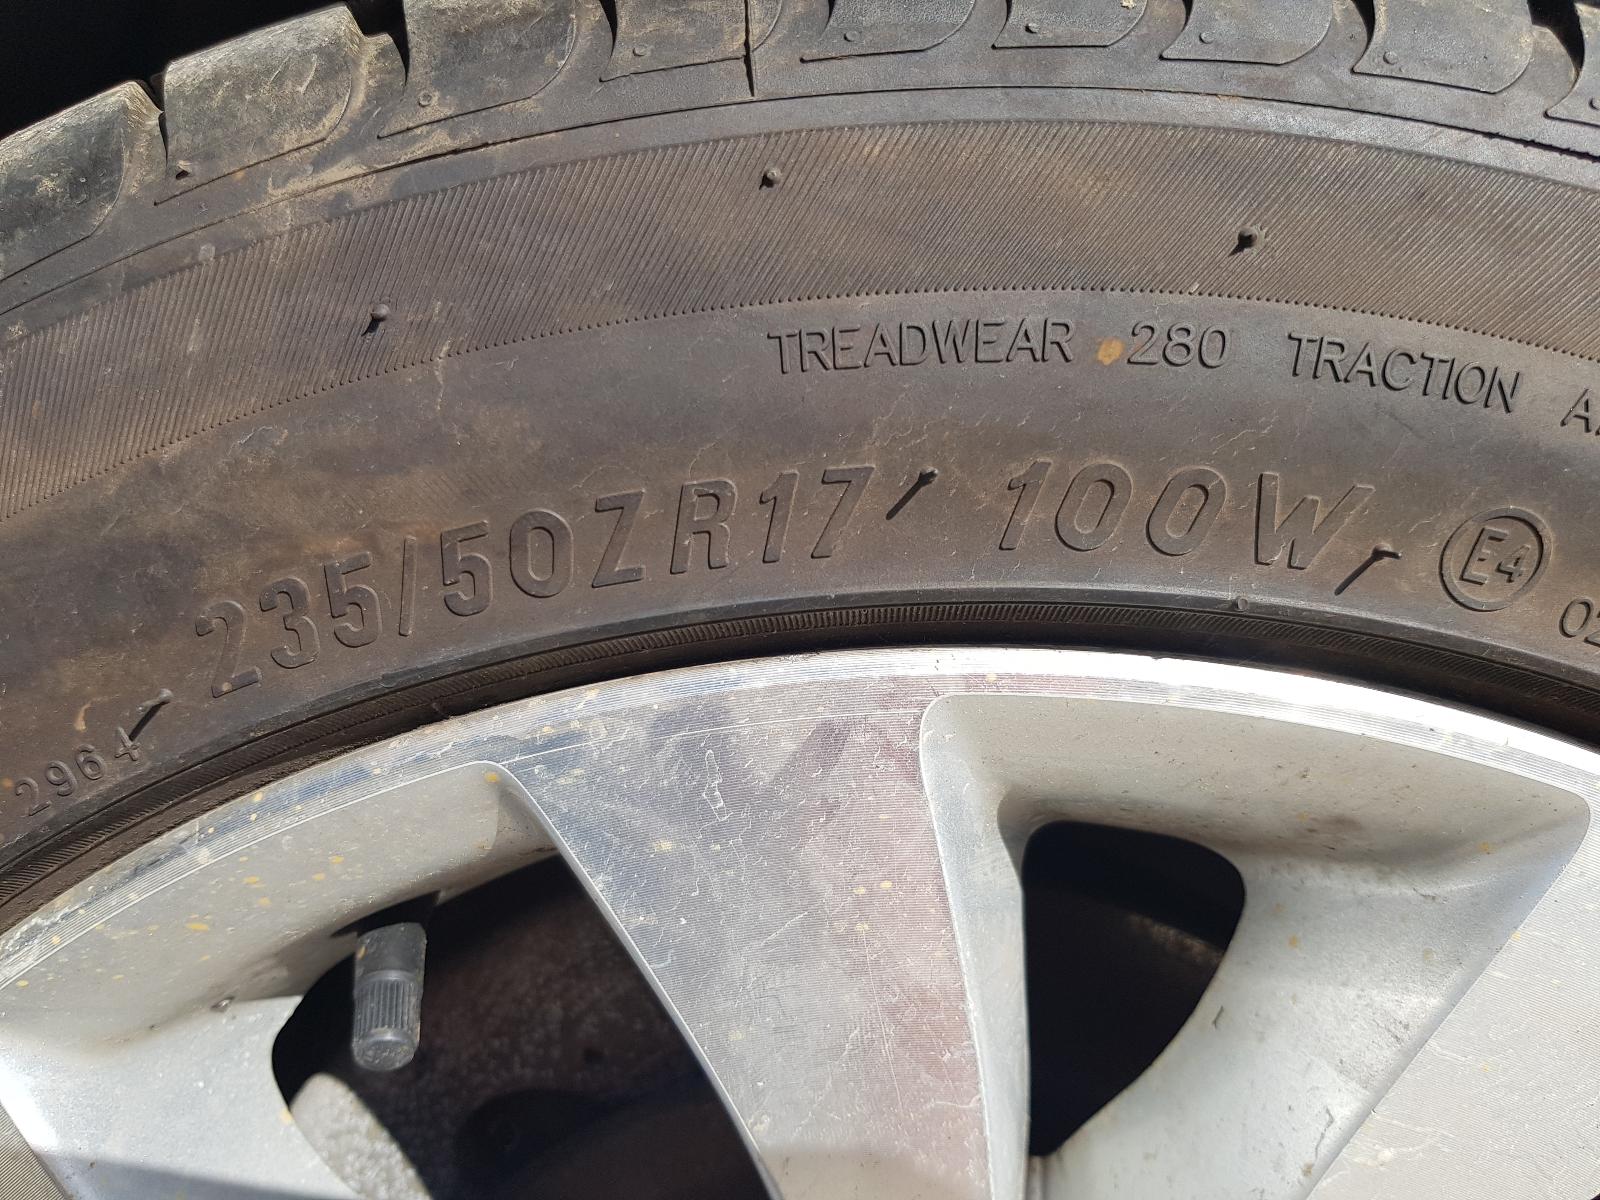 TREADWEAR 280 TRACTION
235/50ZR17 100W E4
2964